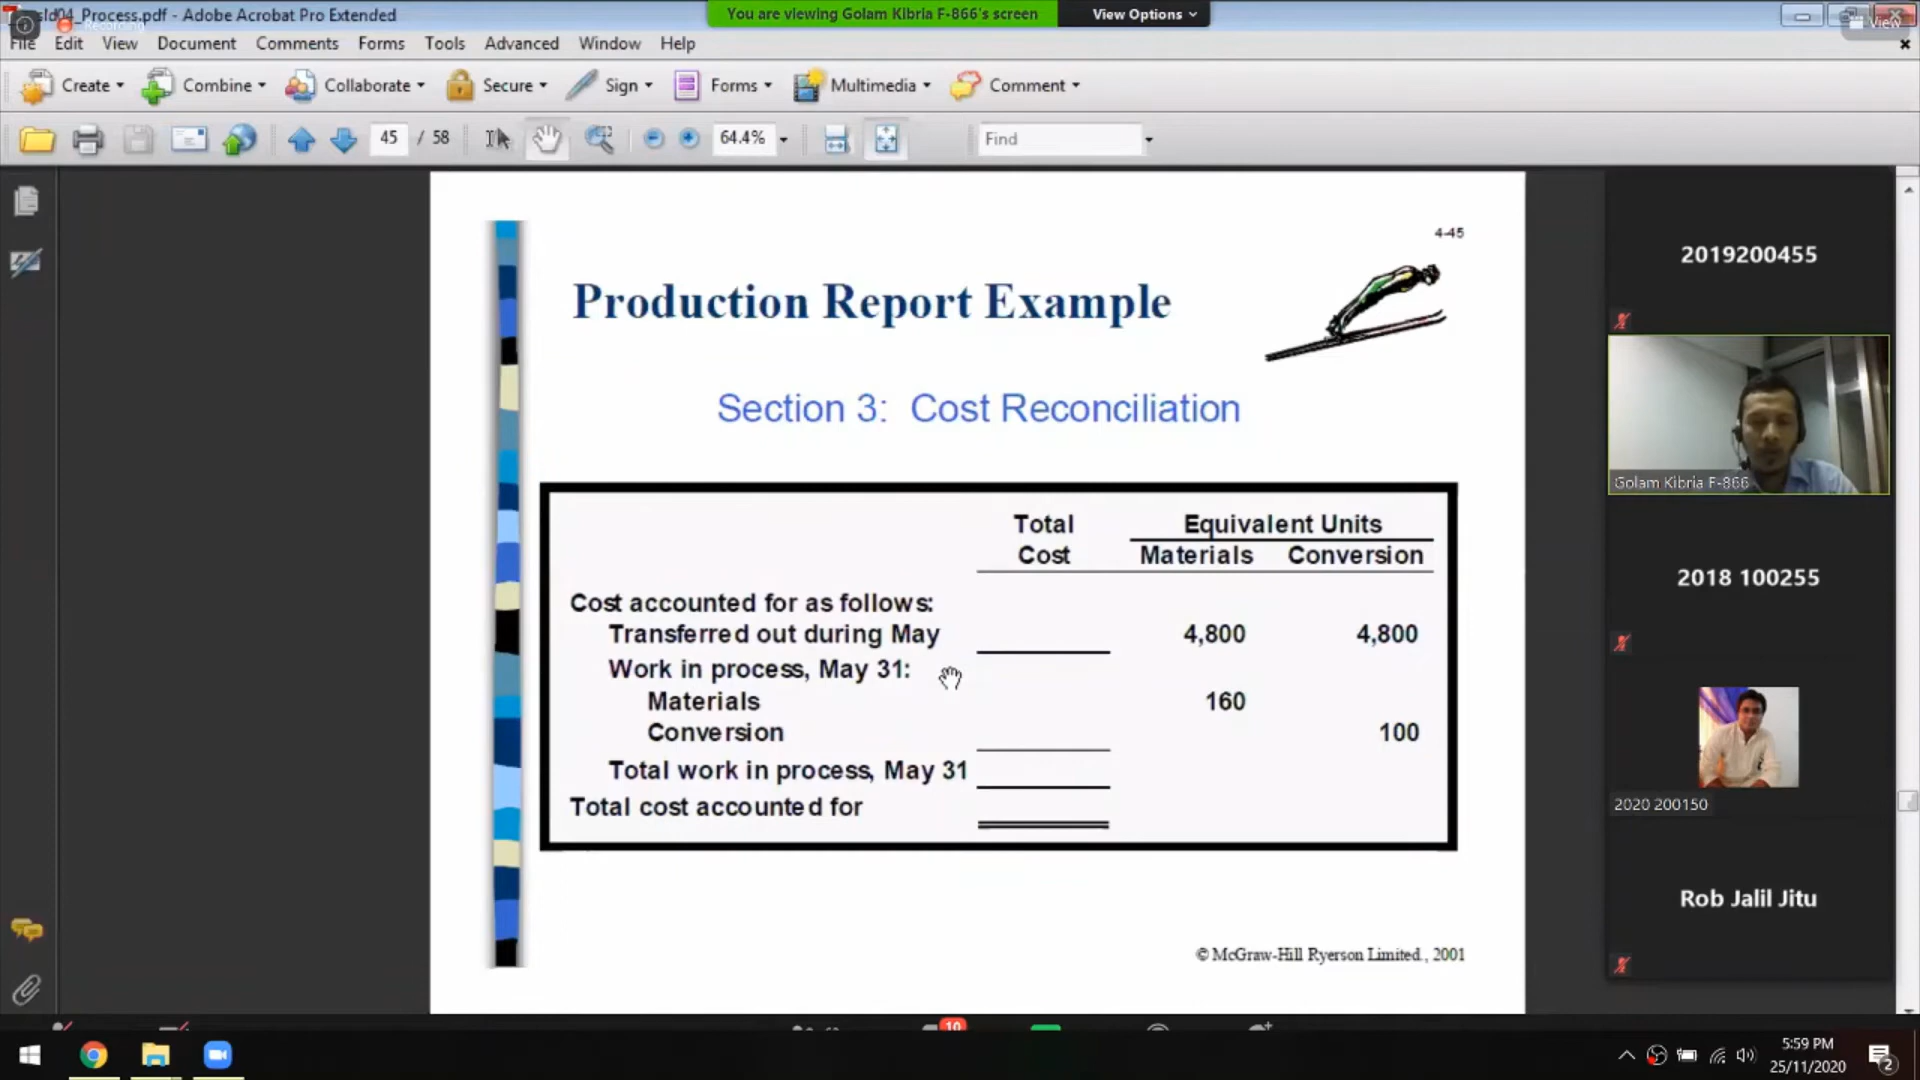 sld04_Process.pdf - Adobe Acrobat Pro Extended
Recording
You are viewing Golam Kibria F-866's screen
View Options
View
File Edit View Document Comments Forms Tools Advanced Window Help
Create Combine Collaborate Secure Sign Forms Multimedia Comment
45 / 58 64.4% Find
4-45
Production Report Example
Section 3: Cost Reconciliation
Total Equivalent Units
Cost Materials Conversion
Cost accounted for as follows:
Transferred out during May 4,800 4,800
Work in process, May 31:
Materials 160
Conversion 100
Total work in process, May 31
Total cost accounted for
© McGraw-Hill Ryerson Limited., 2001
2019200455
Golam Kibria F-866
2018 100255
2020 200150
Rob Jalil Jitu
10
5:59 PM
25/11/2020
2